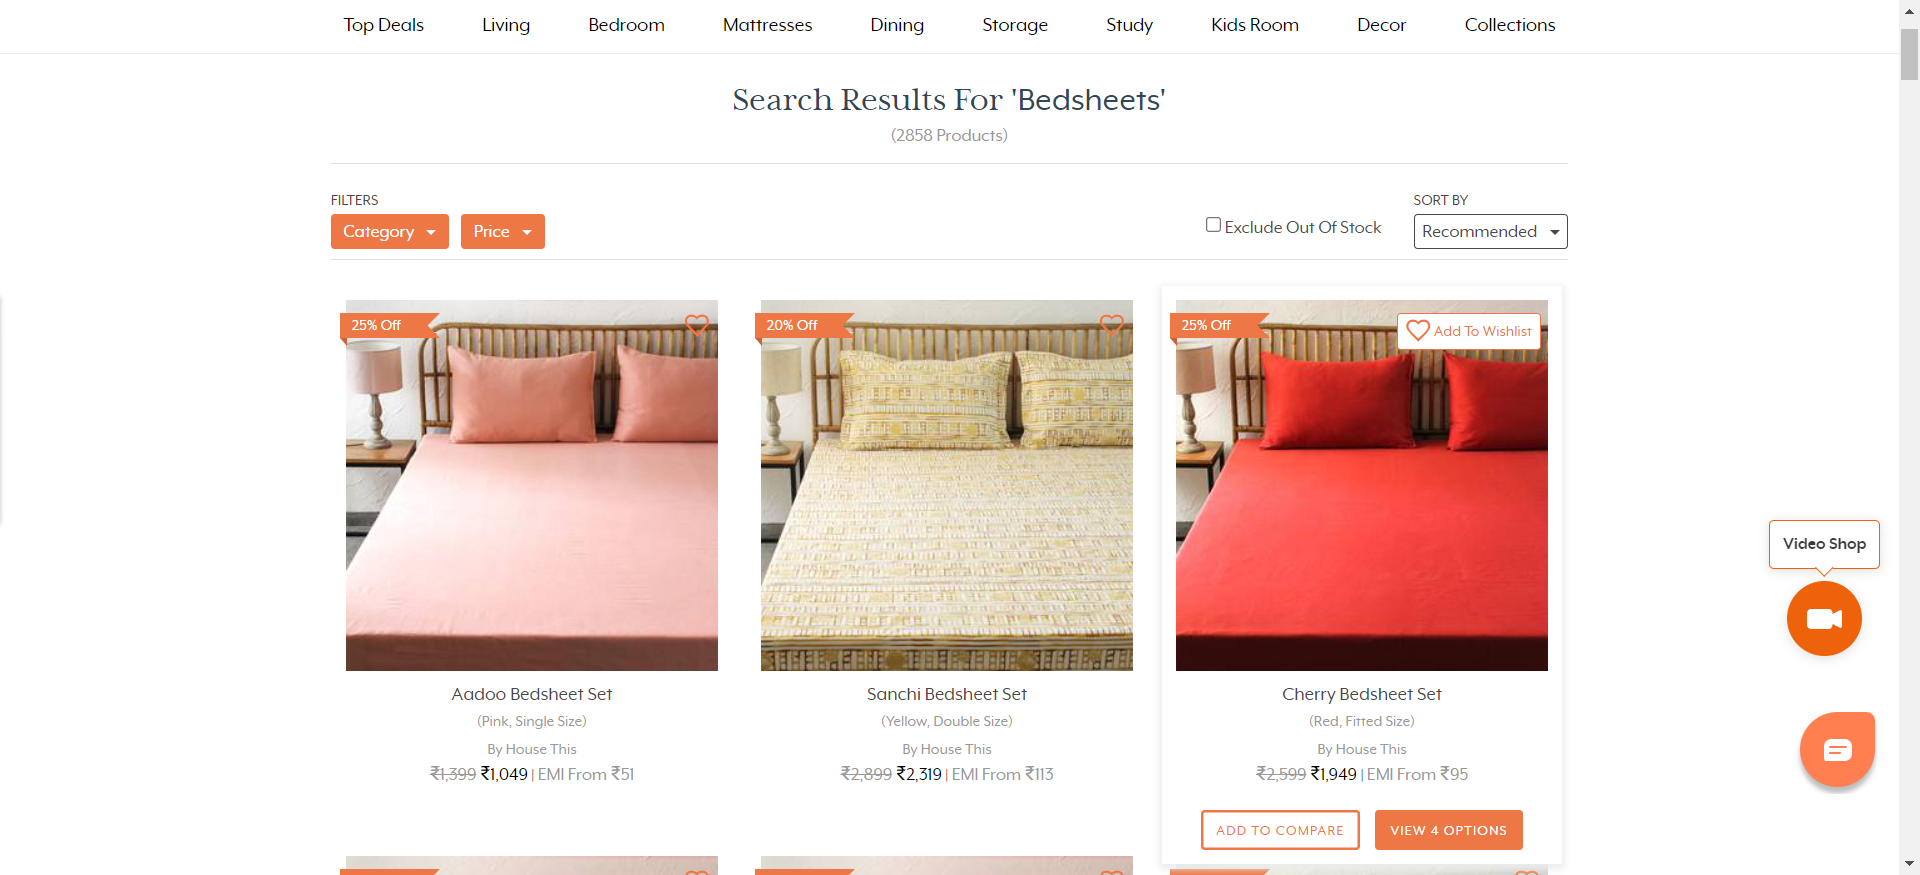 Top Deals Living Bedroom Mattresses Dining Storage Study Kids Room Decor Collections
Search Results For 'Bedsheets'
(2858 Products)
FILTERS
Category
Price
Exclude Out Of Stock
SORT BY
Recommended
25% Off
20% Off
25% Off
Add To Wishlist
Aadoo Bedsheet Set
(Pink, Single Size)
By House This
₹1,399 ₹1,049 | EMI From ₹51
Sanchi Bedsheet Set
(Yellow, Double Size)
By House This
₹2,899 ₹2,319 | EMI From ₹113
Cherry Bedsheet Set
(Red, Fitted Size)
By House This
₹2,599 ₹1,949 | EMI From ₹95
ADD TO COMPARE
VIEW 4 OPTIONS
Video Shop